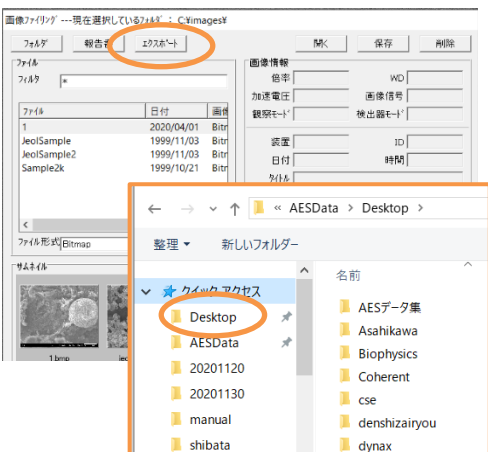 画像ファイリング ---現在選択しているフォルダ : C:¥images¥
フォルダ 報告書 エクスポート 開く 保存 削除
ファイル
フィルタ *
ファイル 日付 画像
1 2020/04/01 Bitm
JeolSample 1999/11/03 Bitm
JeolSample2 1999/11/03 Bitm
Sample2k 1999/10/21 Bitm
ファイル形式 Bitmap
サムネイル
1.bmp
画像情報
倍率 WD
加速電圧 画像信号
観察モード 検出器モード
装置 ID
日付 時間
タイトル
« AESData > Desktop >
整理 新しいフォルダー
クイック アクセス
Desktop
AESData
20201120
20201130
manual
shibata
名前
AESデータ集
Asahikawa
Biophysics
Coherent
cse
denshizairyou
dynax